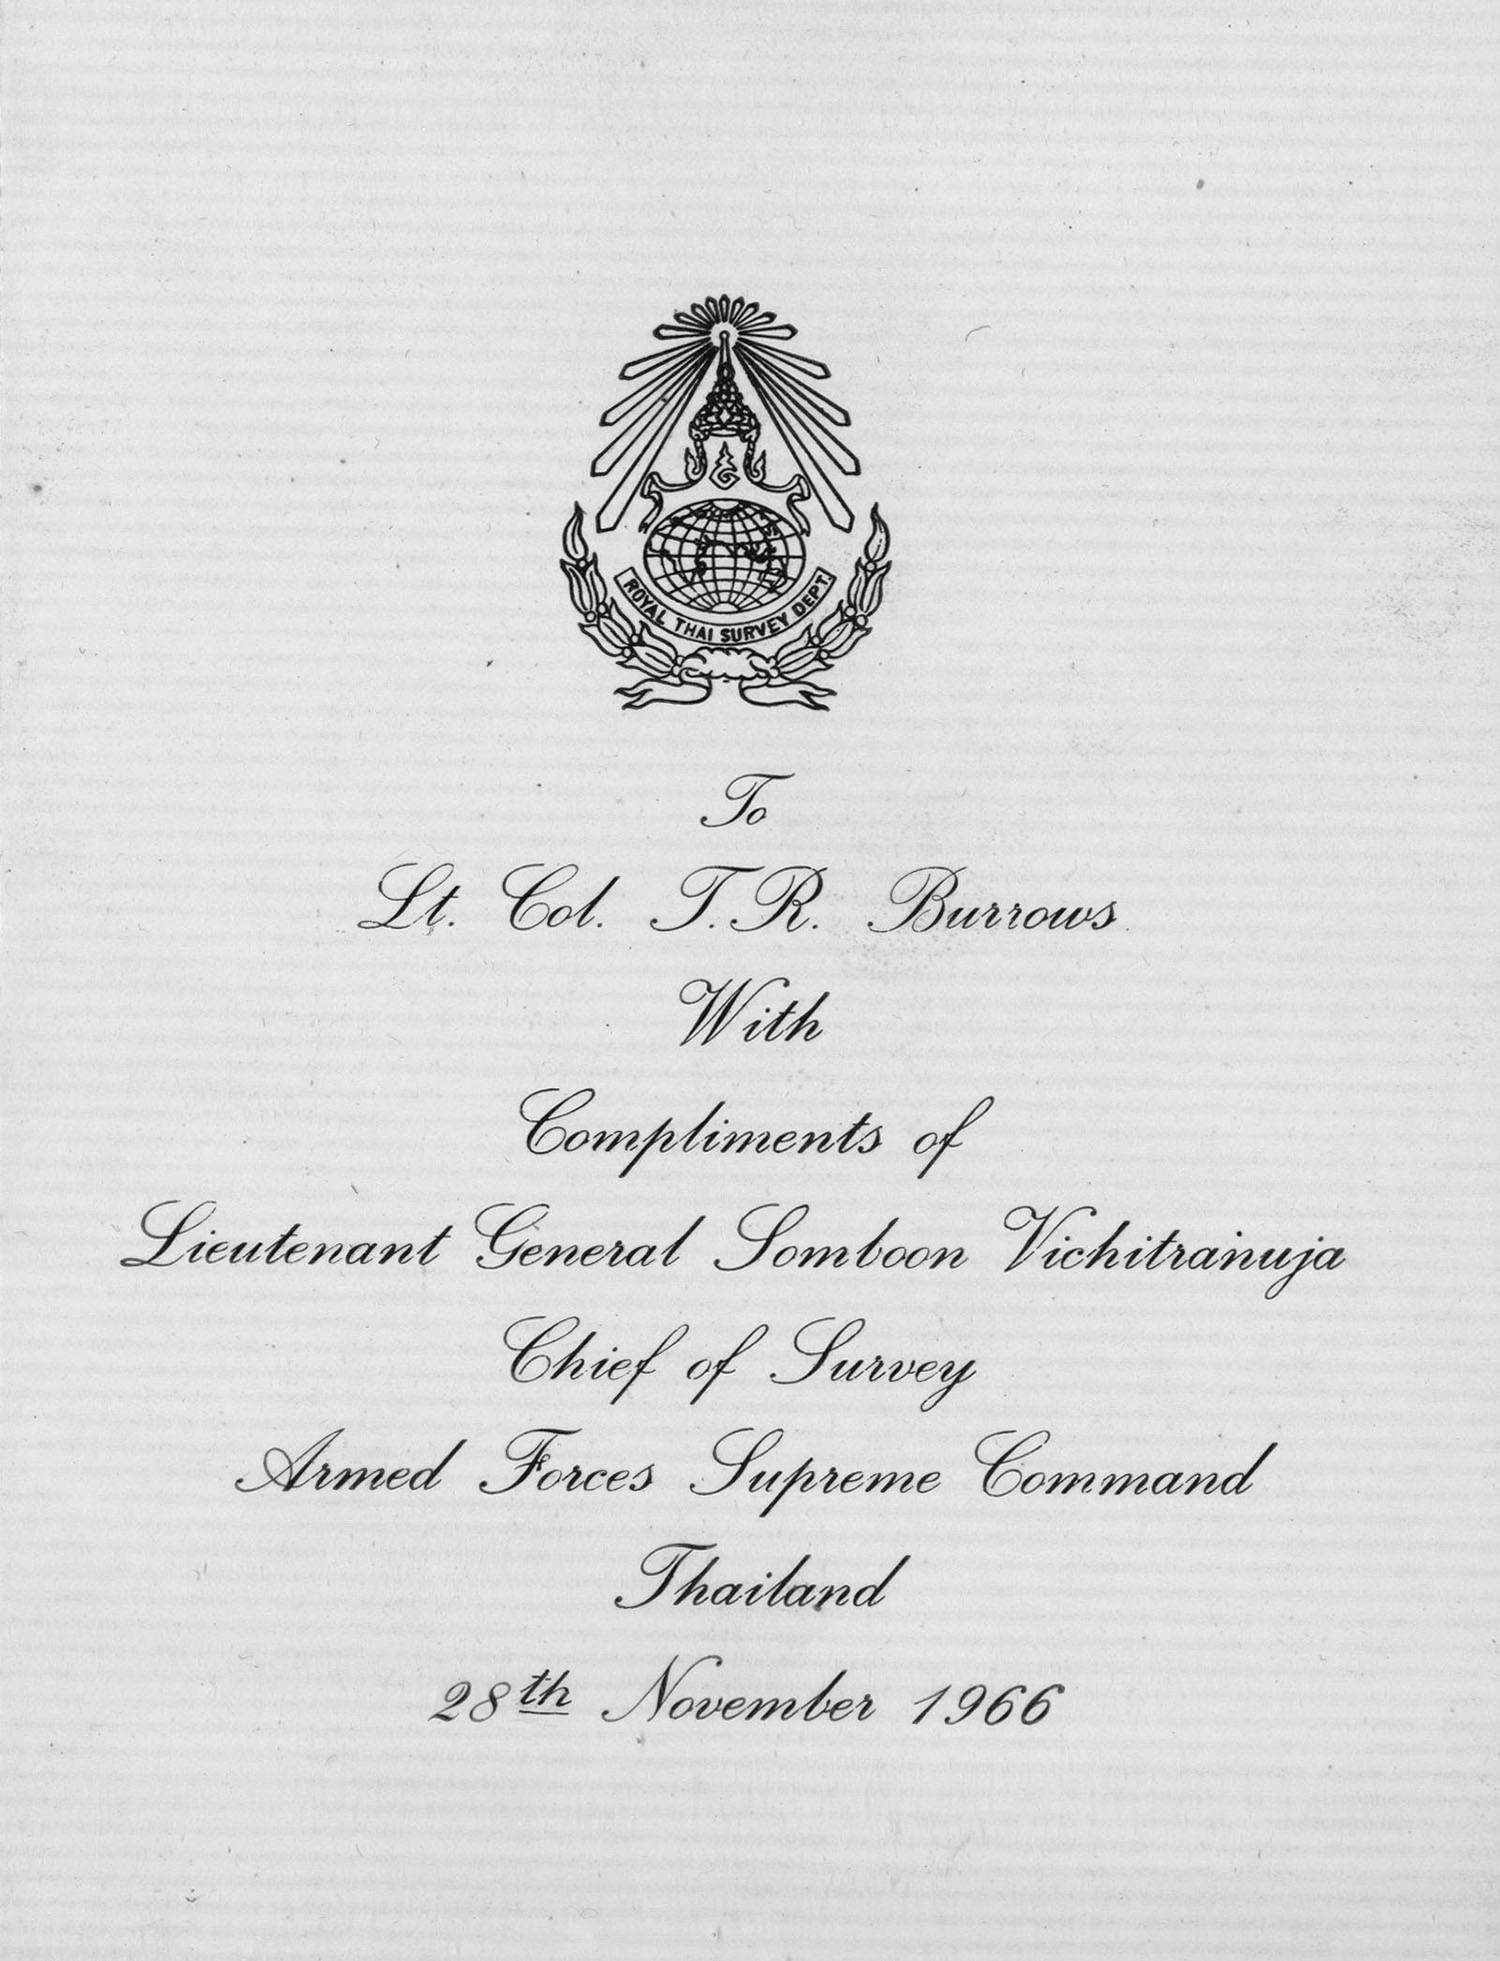 ROYAL THAI SURVEY DEPT.
To
Lt. Col. T. R. Burrows
With
Compliments of
Lieutenant General Somboon Vichitranuja
Chief of Survey
Armed Forces Supreme Command
Thailand
28th November 1966